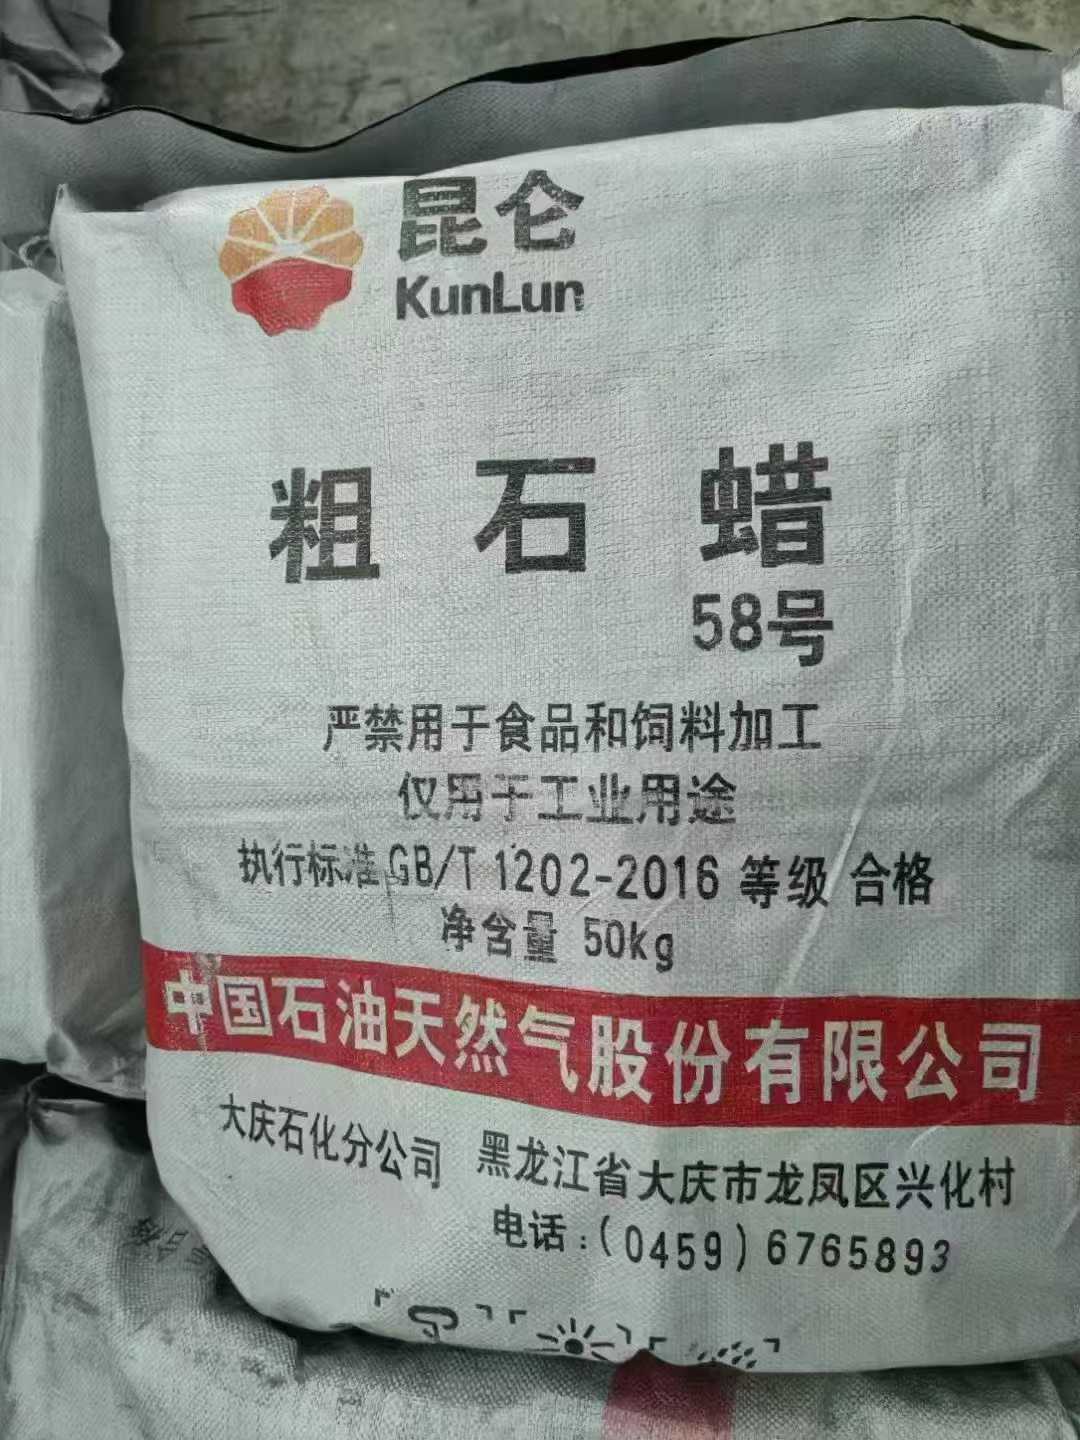 昆仑
KunLun
粗石蜡
58号
严禁用于食品和饲料加工
仅用于工业用途
执行标准 GB/T 1202-2016 等级 合格
净含量 50kg
中国石油天然气股份有限公司
大庆石化分公司 黑龙江省大庆市龙凤区兴化村
电话:(0459)6765893